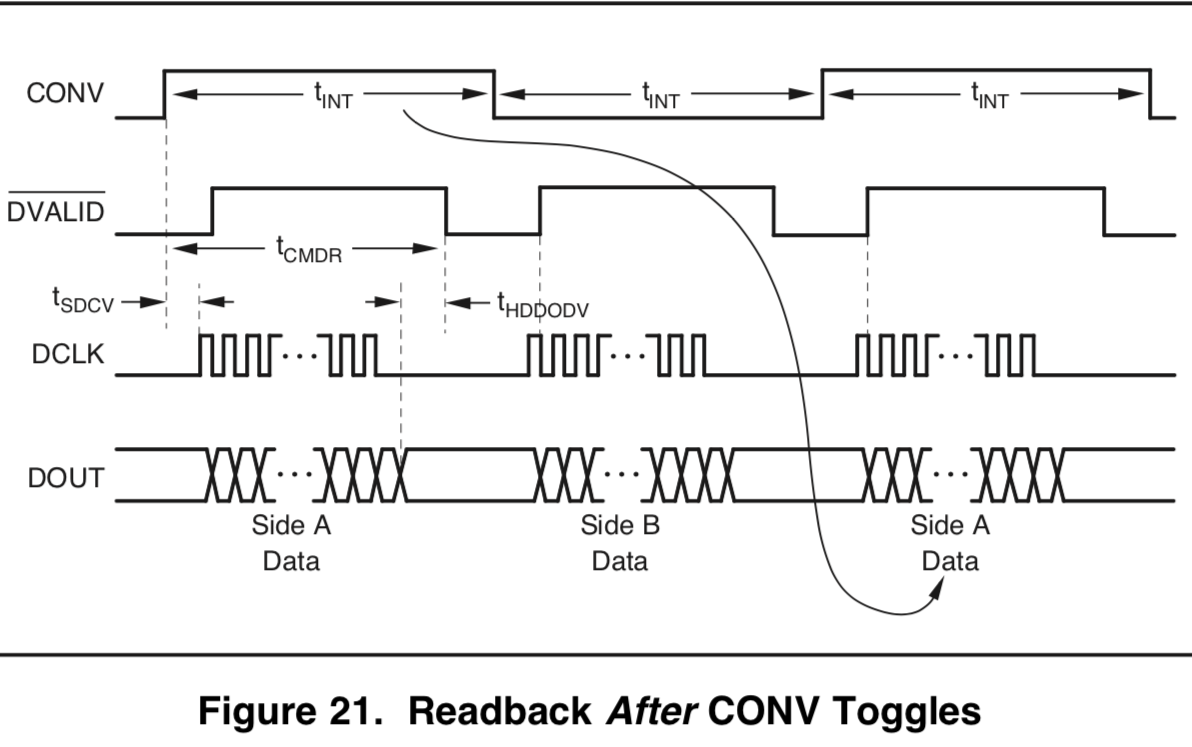 CONV
tINT
tINT
tINT
DVALID
tCMDR
tSDCV
tHDDODV
DCLK
...
...
...
DOUT
...
...
...
Side A
Data
Side B
Data
Side A
Data
Figure 21. Readback After CONV Toggles